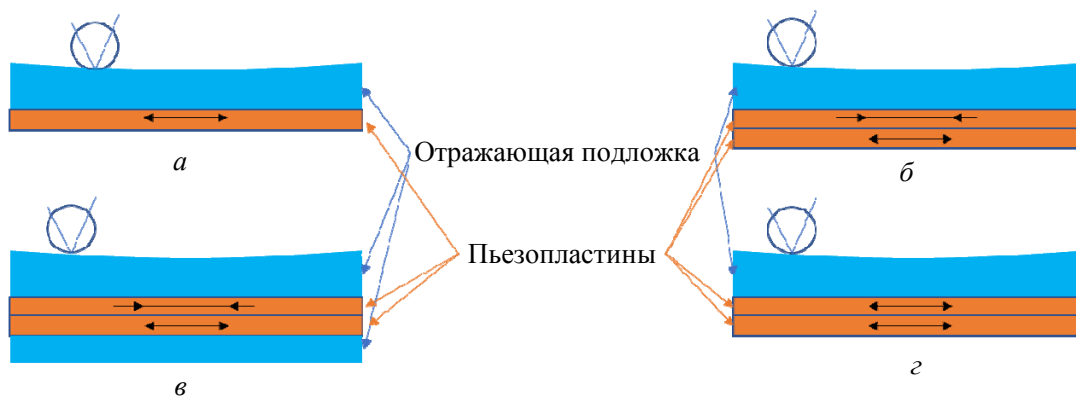 а
б
Отражающая подложка
Пьезопластины
в
г